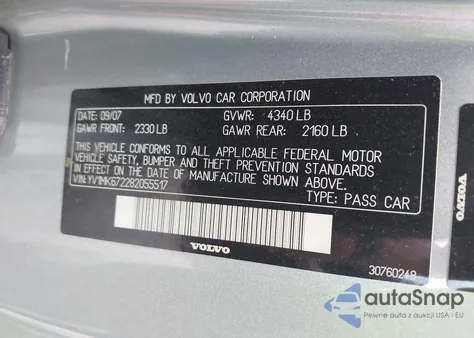 MFD BY VOLVO CAR CORPORATION
DATE: 09/07 GVWR: 4340 LB
GAWR FRONT: 2330 LB GAWR REAR: 2160 LB
THIS VEHICLE CONFORMS TO ALL APPLICABLE FEDERAL MOTOR
VEHICLE SAFETY, BUMPER AND THEFT PREVENTION STANDARDS
IN EFFECT ON THE DATE OF MANUFACTURE SHOWN ABOVE.
VIN: YV1MK672282055517 TYPE: PASS CAR
VOLVO
30760248
VOLVO
autoSnap
Pewne auta z aukcji USA i EU